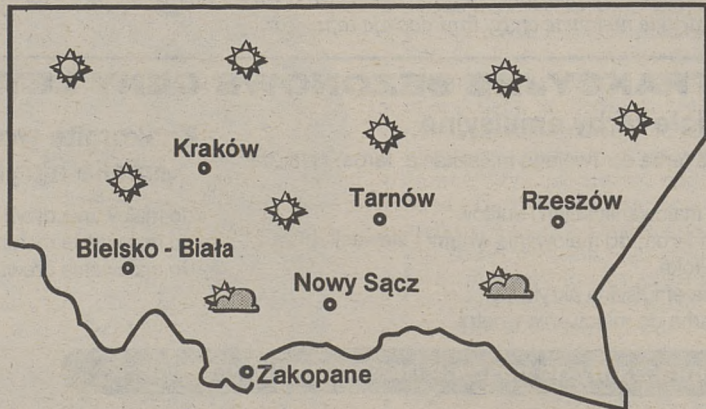 Kraków
Tarnów
Rzeszów
Bielsko - Biała
Nowy Sącz
Zakopane